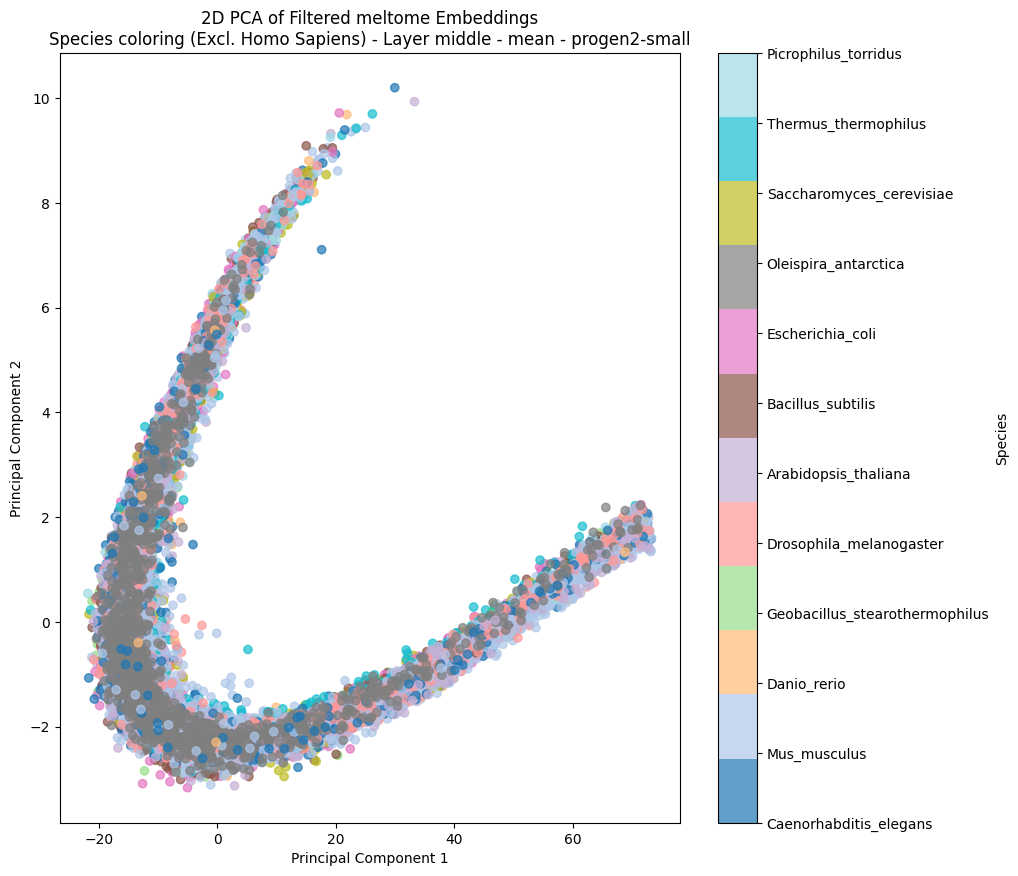 2D PCA of Filtered meltome Embeddings
Species coloring (Excl. Homo Sapiens) - Layer middle - mean - progen2-small
10
8
6
4
2
0
−2
Principal Component 2
−20
0
20
40
60
Principal Component 1
Picrophilus_torridus
Thermus_thermophilus
Saccharomyces_cerevisiae
Oleispira_antarctica
Escherichia_coli
Bacillus_subtilis
Arabidopsis_thaliana
Drosophila_melanogaster
Geobacillus_stearothermophilus
Danio_rerio
Mus_musculus
Caenorhabditis_elegans
Species